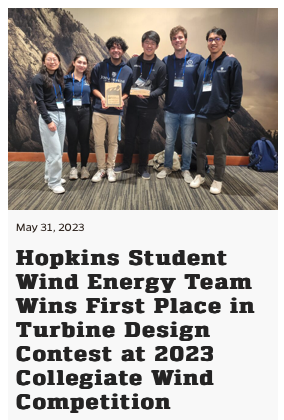 May 31, 2023
Hopkins Student
Wind Energy Team
Wins First Place in
Turbine Design
Contest at 2023
Collegiate Wind
Competition